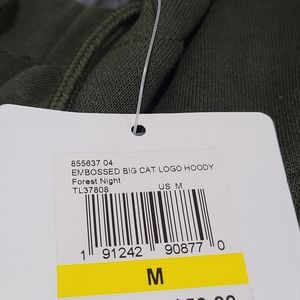 855637 04
EMBOSSED BIG CAT LOGO HOODY
Forest Night
TL37808 US M
1 91242 90877 0
M